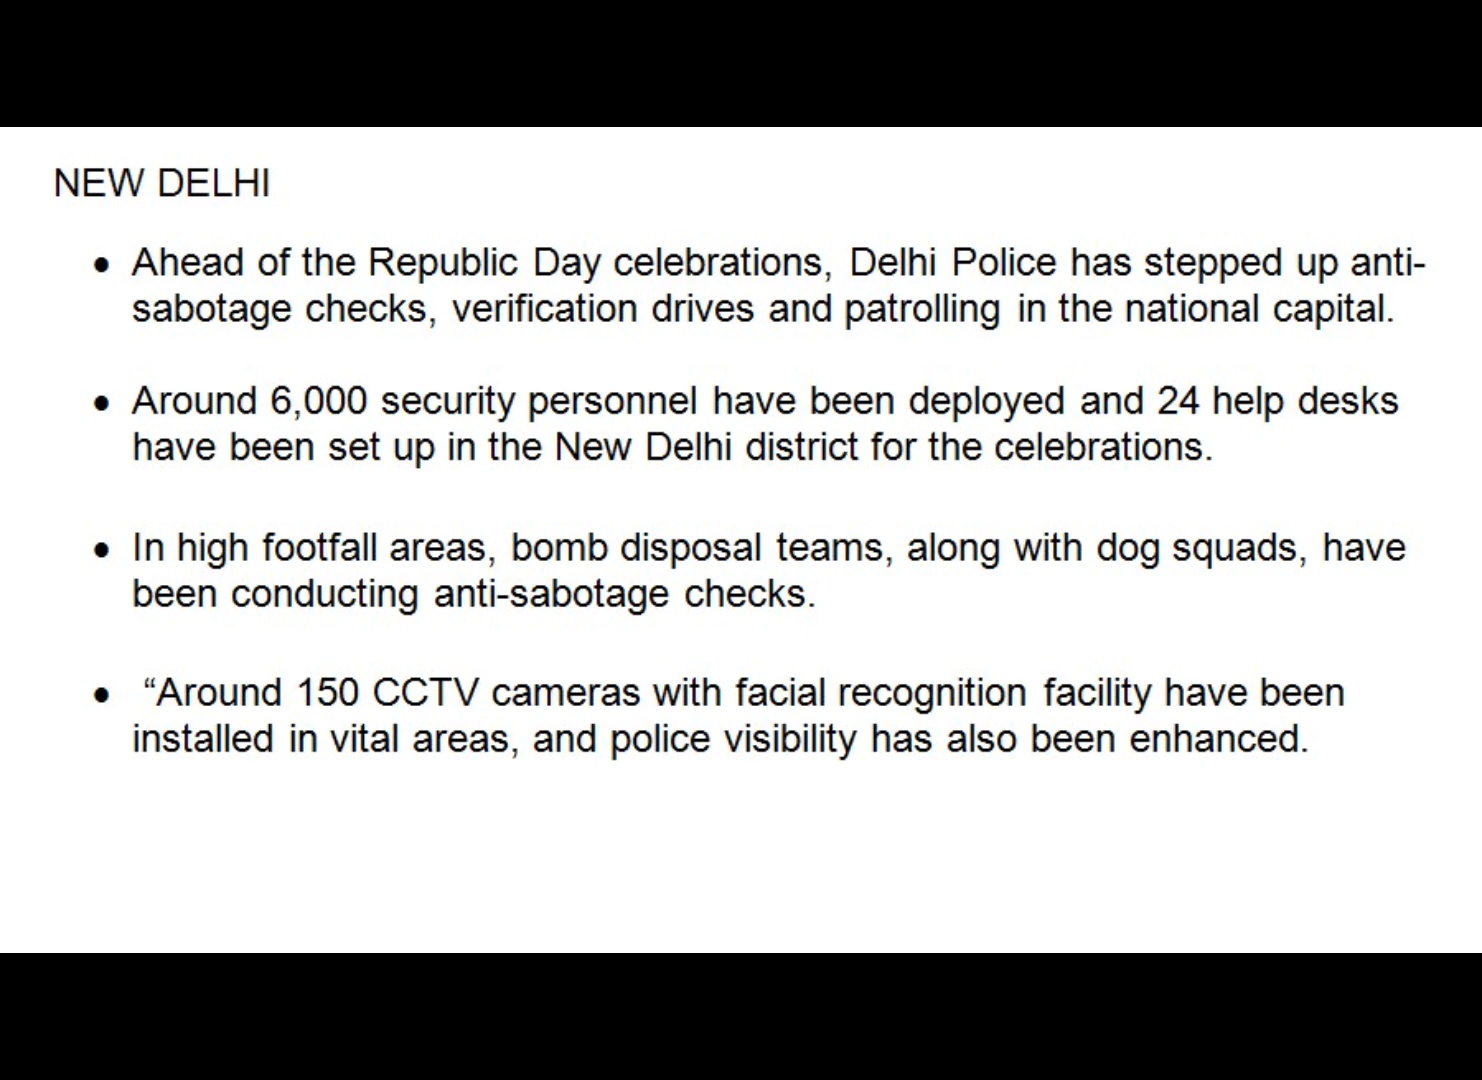 NEW DELHI
● Ahead of the Republic Day celebrations, Delhi Police has stepped up anti-
sabotage checks, verification drives and patrolling in the national capital.
● Around 6,000 security personnel have been deployed and 24 help desks
have been set up in the New Delhi district for the celebrations.
● In high footfall areas, bomb disposal teams, along with dog squads, have
been conducting anti-sabotage checks.
● “Around 150 CCTV cameras with facial recognition facility have been
installed in vital areas, and police visibility has also been enhanced.